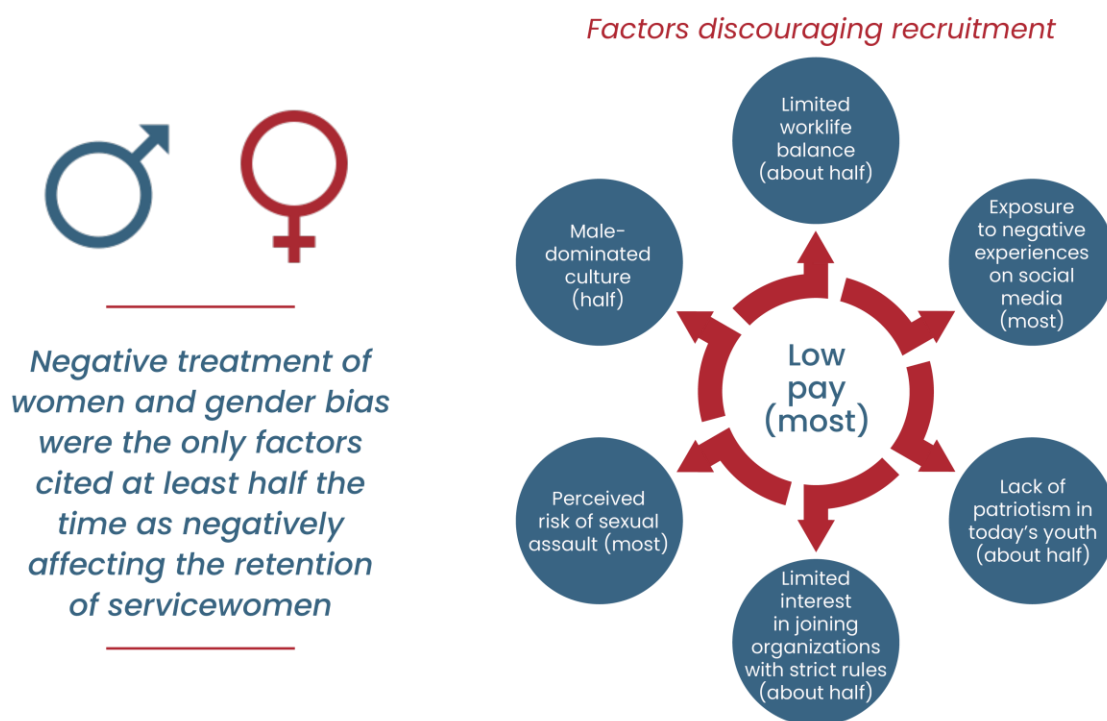 Factors discouraging recruitment
Negative treatment of
women and gender bias
were the only factors
cited at least half the
time as negatively
affecting the retention
of servicewomen
Low
pay
(most)
Limited
worklife
balance
(about half)
Exposure
to negative
experiences
on social
media
(most)
Lack of
patriotism in
today's youth
(about half)
Limited
interest
in joining
organizations
with strict rules
(about half)
Perceived
risk of sexual
assault (most)
Male-
dominated
culture
(half)